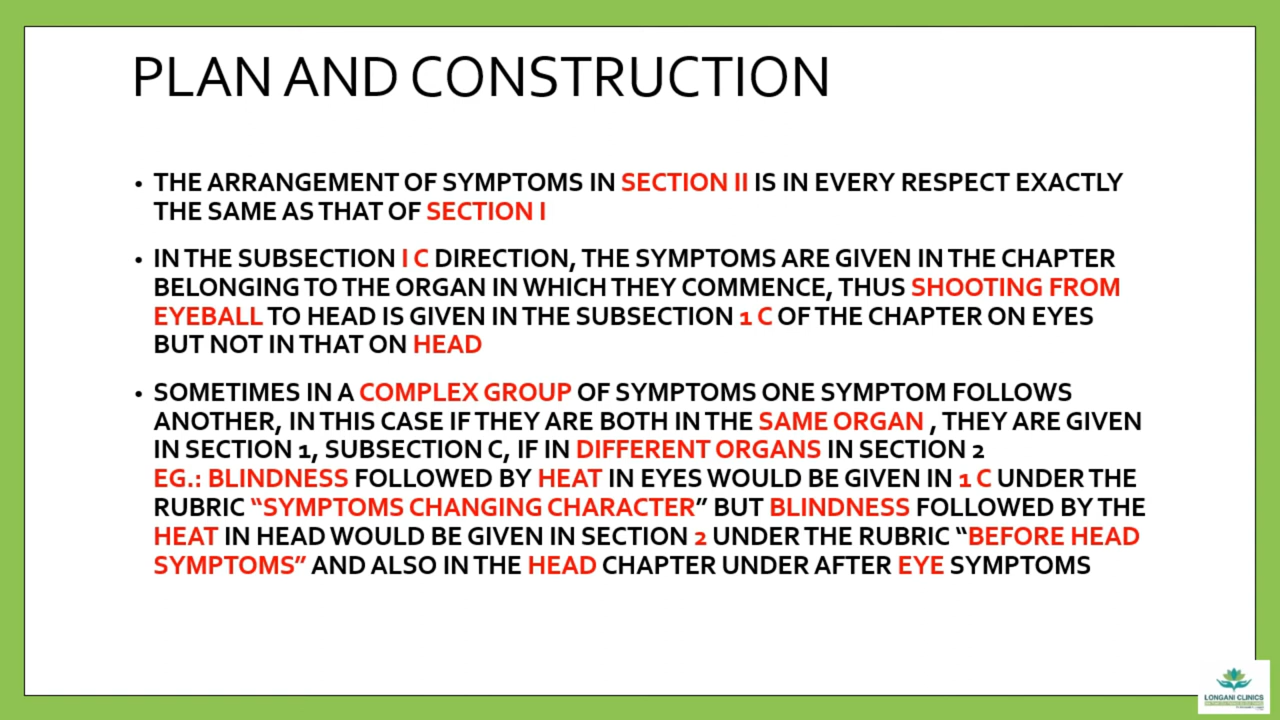 PLAN AND CONSTRUCTION
• THE ARRANGEMENT OF SYMPTOMS IN SECTION II IS IN EVERY RESPECT EXACTLY
THE SAME AS THAT OF SECTION I
• IN THE SUBSECTION I C DIRECTION, THE SYMPTOMS ARE GIVEN IN THE CHAPTER
BELONGING TO THE ORGAN IN WHICH THEY COMMENCE, THUS SHOOTING FROM
EYEBALL TO HEAD IS GIVEN IN THE SUBSECTION 1 C OF THE CHAPTER ON EYES
BUT NOT IN THAT ON HEAD
• SOMETIMES IN A COMPLEX GROUP OF SYMPTOMS ONE SYMPTOM FOLLOWS
ANOTHER, IN THIS CASE IF THEY ARE BOTH IN THE SAME ORGAN , THEY ARE GIVEN
IN SECTION 1, SUBSECTION C, IF IN DIFFERENT ORGANS IN SECTION 2
EG.: BLINDNESS FOLLOWED BY HEAT IN EYES WOULD BE GIVEN IN 1 C UNDER THE
RUBRIC “SYMPTOMS CHANGING CHARACTER” BUT BLINDNESS FOLLOWED BY THE
HEAT IN HEAD WOULD BE GIVEN IN SECTION 2 UNDER THE RUBRIC “BEFORE HEAD
SYMPTOMS” AND ALSO IN THE HEAD CHAPTER UNDER AFTER EYE SYMPTOMS
LONGANI CLINICS